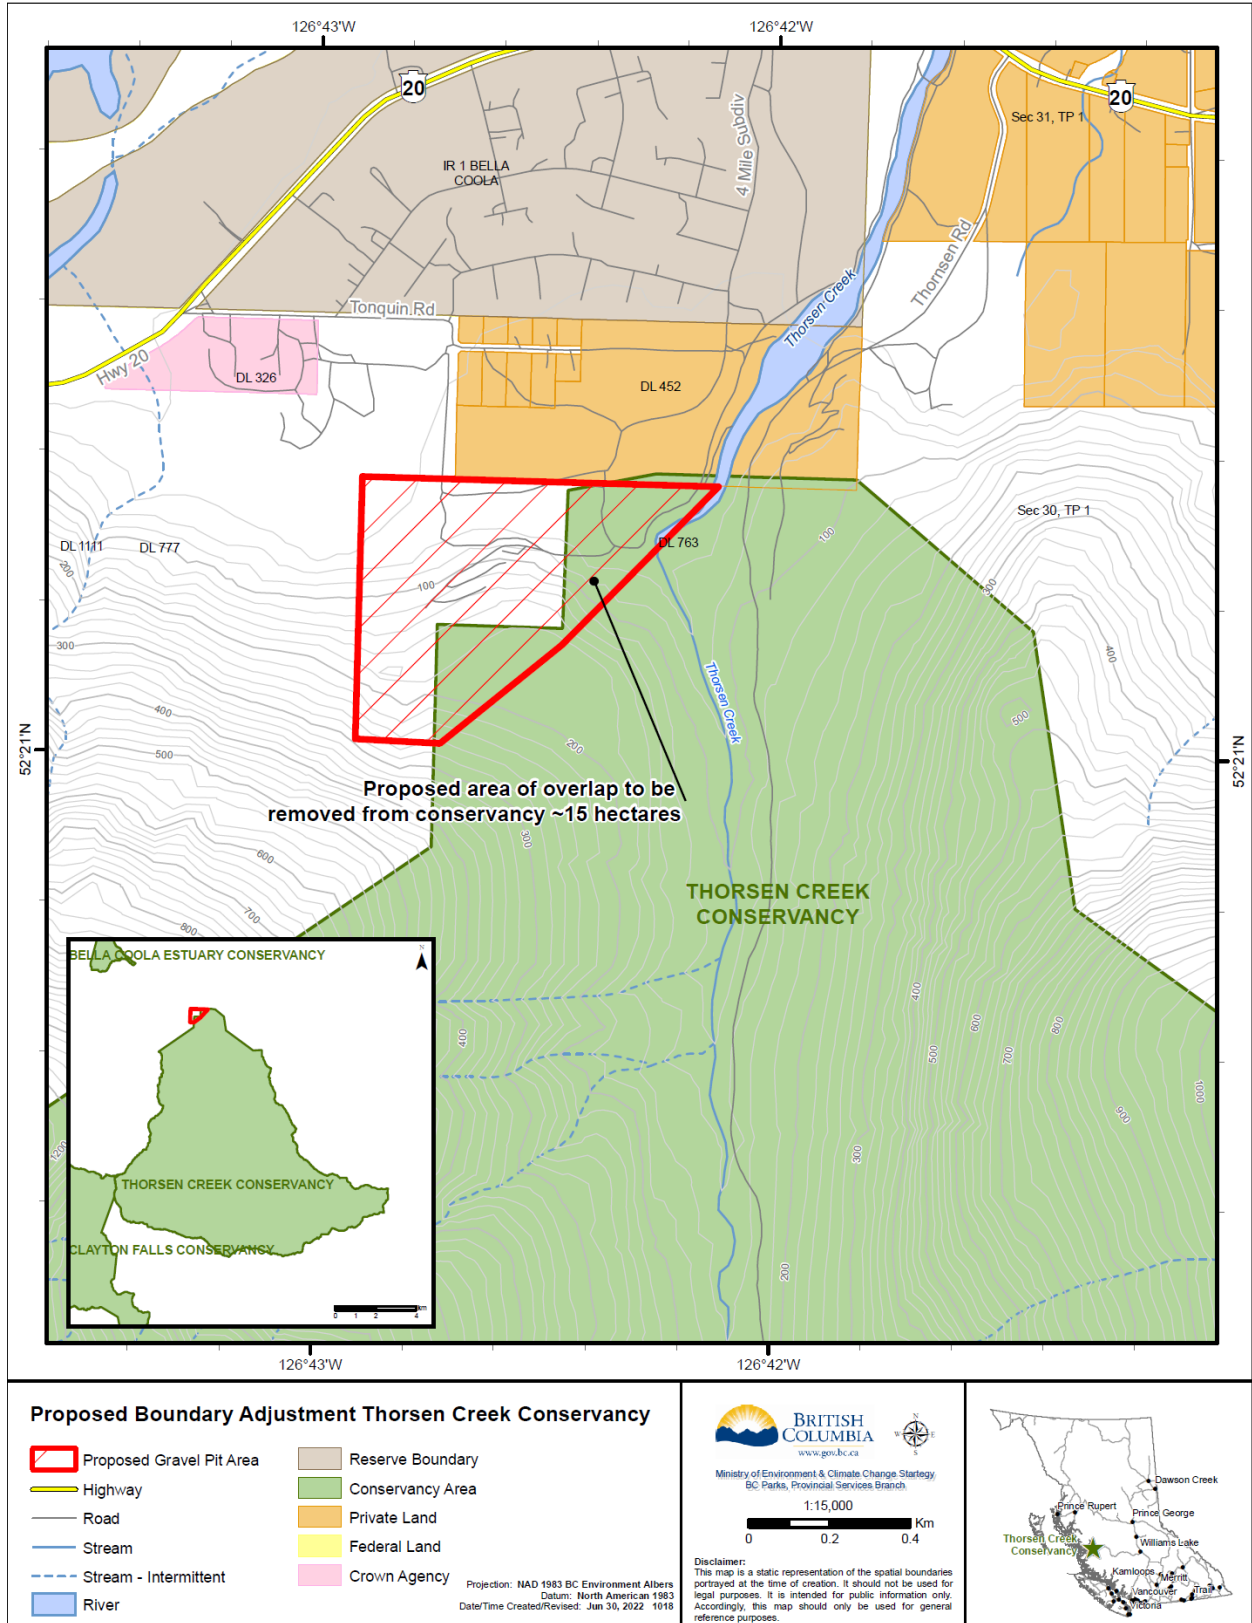 126°43'W
126°42'W
20
20
Sec 31, TP 1
4 Mile Subdiv
IR 1 BELLA
COOLA
Thornsen Rd
Thorsen Creek
Tonquin Rd
Hwy 20
DL 326
DL 452
Sec 30, TP 1
DL 1111
DL 777
DL 763
100
100
200
300
300
400
400
500
500
200
Thorsen Creek
52°21'N
52°21'N
Proposed area of overlap to be
removed from conservancy ~15 hectares
300
600
700
800
THORSEN CREEK
CONSERVANCY
BELLA COOLA ESTUARY CONSERVANCY
N
400
400
500
600
700
800
900
1000
1200
300
200
THORSEN CREEK CONSERVANCY
CLAYTON FALLS CONSERVANCY
km
0 1 2 4
126°43'W
126°42'W
Proposed Boundary Adjustment Thorsen Creek Conservancy
Proposed Gravel Pit Area
Highway
Road
Stream
Stream - Intermittent
River
Reserve Boundary
Conservancy Area
Private Land
Federal Land
Crown Agency
Projection: NAD 1983 BC Environment Albers
Datum: North American 1983
Date/Time Created/Revised: Jun 30, 2022 1018
BRITISH
COLUMBIA
www.gov.bc.ca
N
W E
S
Ministry of Environment & Climate Change Startegy
BC Parks, Provincial Services Branch
1:15,000
Km
0 0.2 0.4
Disclaimer:
This map is a static representation of the spatial boundaries
portrayed at the time of creation. It should not be used for
legal purposes. It is intended for public information only.
Accordingly, this map should only be used for general
reference purposes.
Dawson Creek
Prince Rupert
Prince George
Thorsen Creek
Conservancy
Williams Lake
Kamloops
Merritt
Vancouver
Trail
Victoria